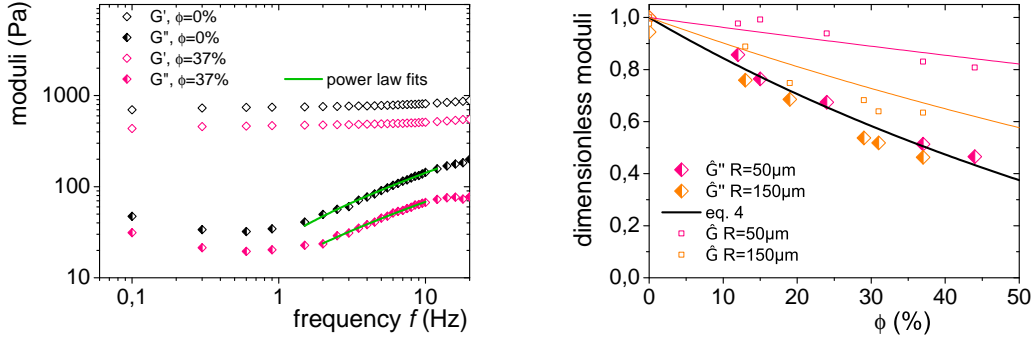 moduli (Pa)
G', ϕ=0%
G", ϕ=0%
G', ϕ=37%
G", ϕ=37%
power law fits
1000
100
10
0,1
1
10
frequency f (Hz)
dimensionless moduli
1,0
0,8
0,6
0,4
0,2
0,0
Ĝ" R=50µm
Ĝ" R=150µm
eq. 4
Ĝ R=50µm
Ĝ R=150µm
0
10
20
30
40
50
ϕ (%)